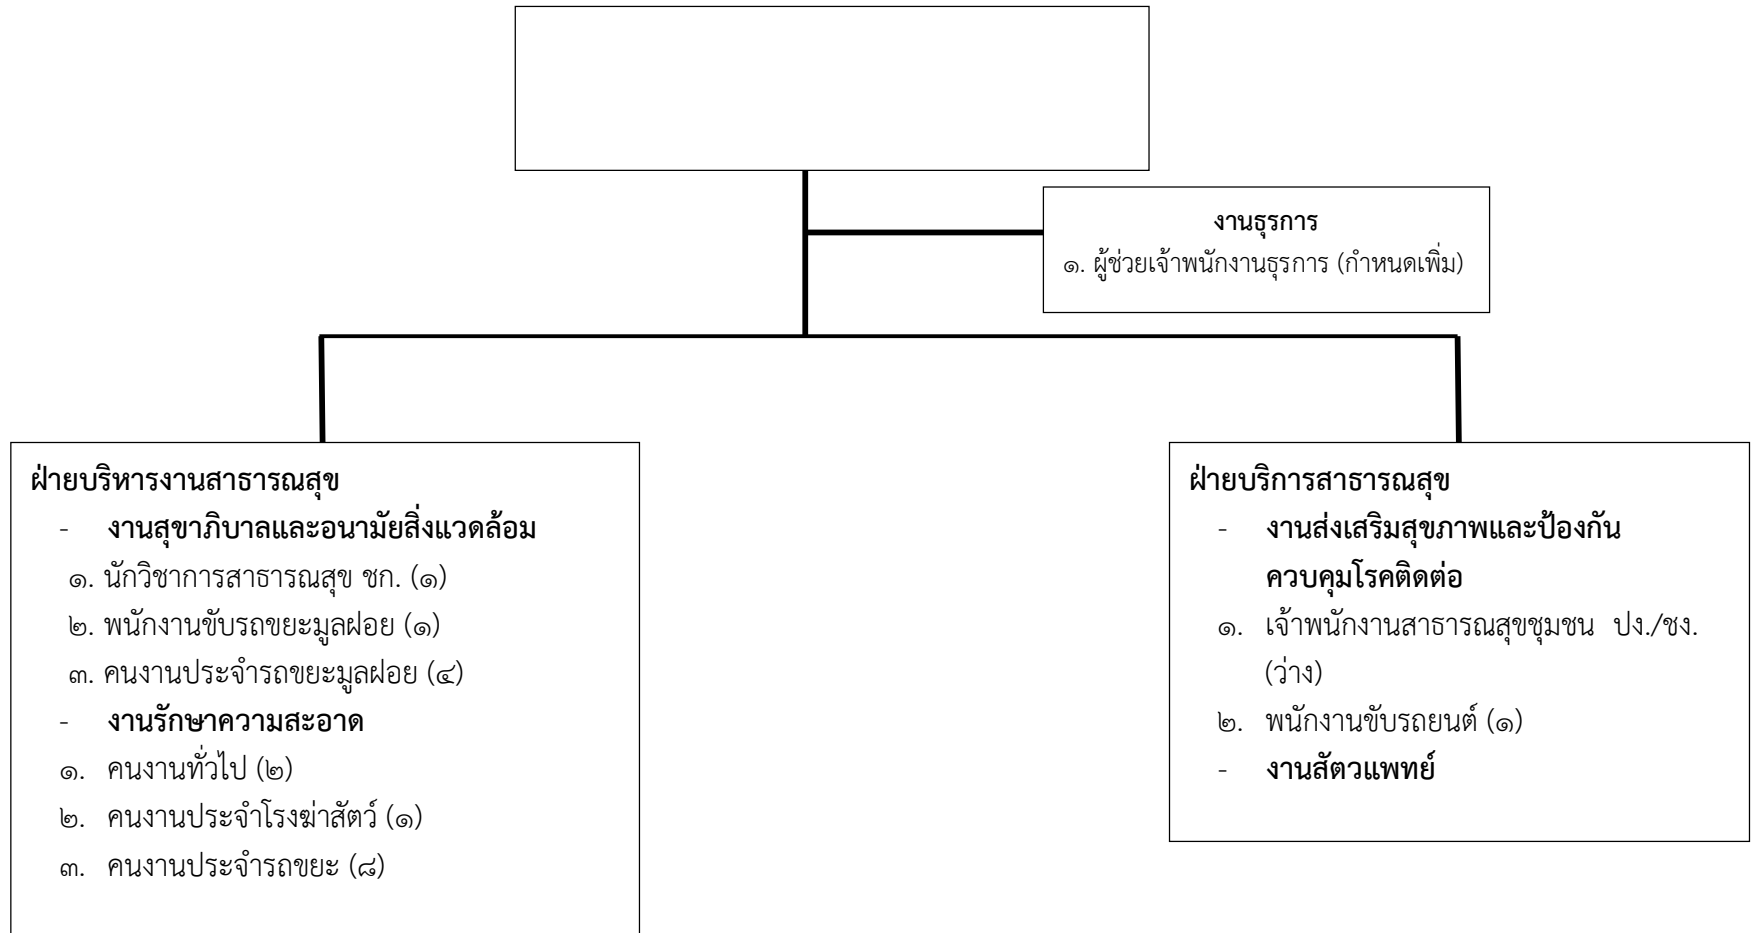 งานธุรการ
๑. ผู้ช่วยเจ้าพนักงานธุรการ (กำหนดเพิ่ม)
ฝ่ายบริหารงานสาธารณสุข
- งานสุขาภิบาลและอนามัยสิ่งแวดล้อม
๑. นักวิชาการสาธารณสุข ชก. (๑)
๒. พนักงานขับรถขยะมูลฝอย (๑)
๓. คนงานประจำรถขยะมูลฝอย (๔)
- งานรักษาความสะอาด
๑. คนงานทั่วไป (๒)
๒. คนงานประจำโรงฆ่าสัตว์ (๑)
๓. คนงานประจำรถขยะ (๘)
ฝ่ายบริการสาธารณสุข
- งานส่งเสริมสุขภาพและป้องกัน
ควบคุมโรคติดต่อ
๑. เจ้าพนักงานสาธารณสุขชุมชน ปง./ชง.
(ว่าง)
๒. พนักงานขับรถยนต์ (๑)
- งานสัตวแพทย์